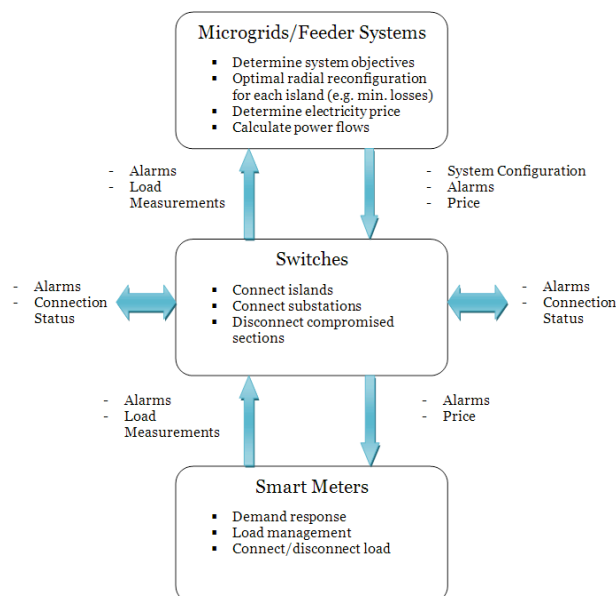 Microgrids/Feeder Systems
▪ Determine system objectives
▪ Optimal radial reconfiguration
for each island (e.g. min. losses)
▪ Determine electricity price
▪ Calculate power flows
- Alarms
- Load
Measurements
- System Configuration
- Alarms
- Price
Switches
▪ Connect islands
▪ Connect substations
▪ Disconnect compromised
sections
- Alarms
- Connection
Status
- Alarms
- Connection
Status
- Alarms
- Load
Measurements
- Alarms
- Price
Smart Meters
▪ Demand response
▪ Load management
▪ Connect/disconnect load